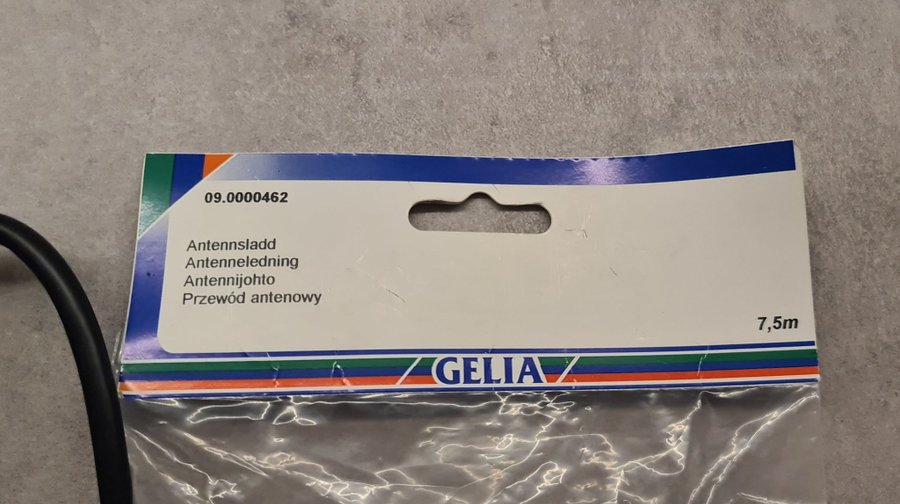 09.0000462
Antennsladd
Antenneledning
Antennijohto
Przewód antenowy
7,5m
GELIA